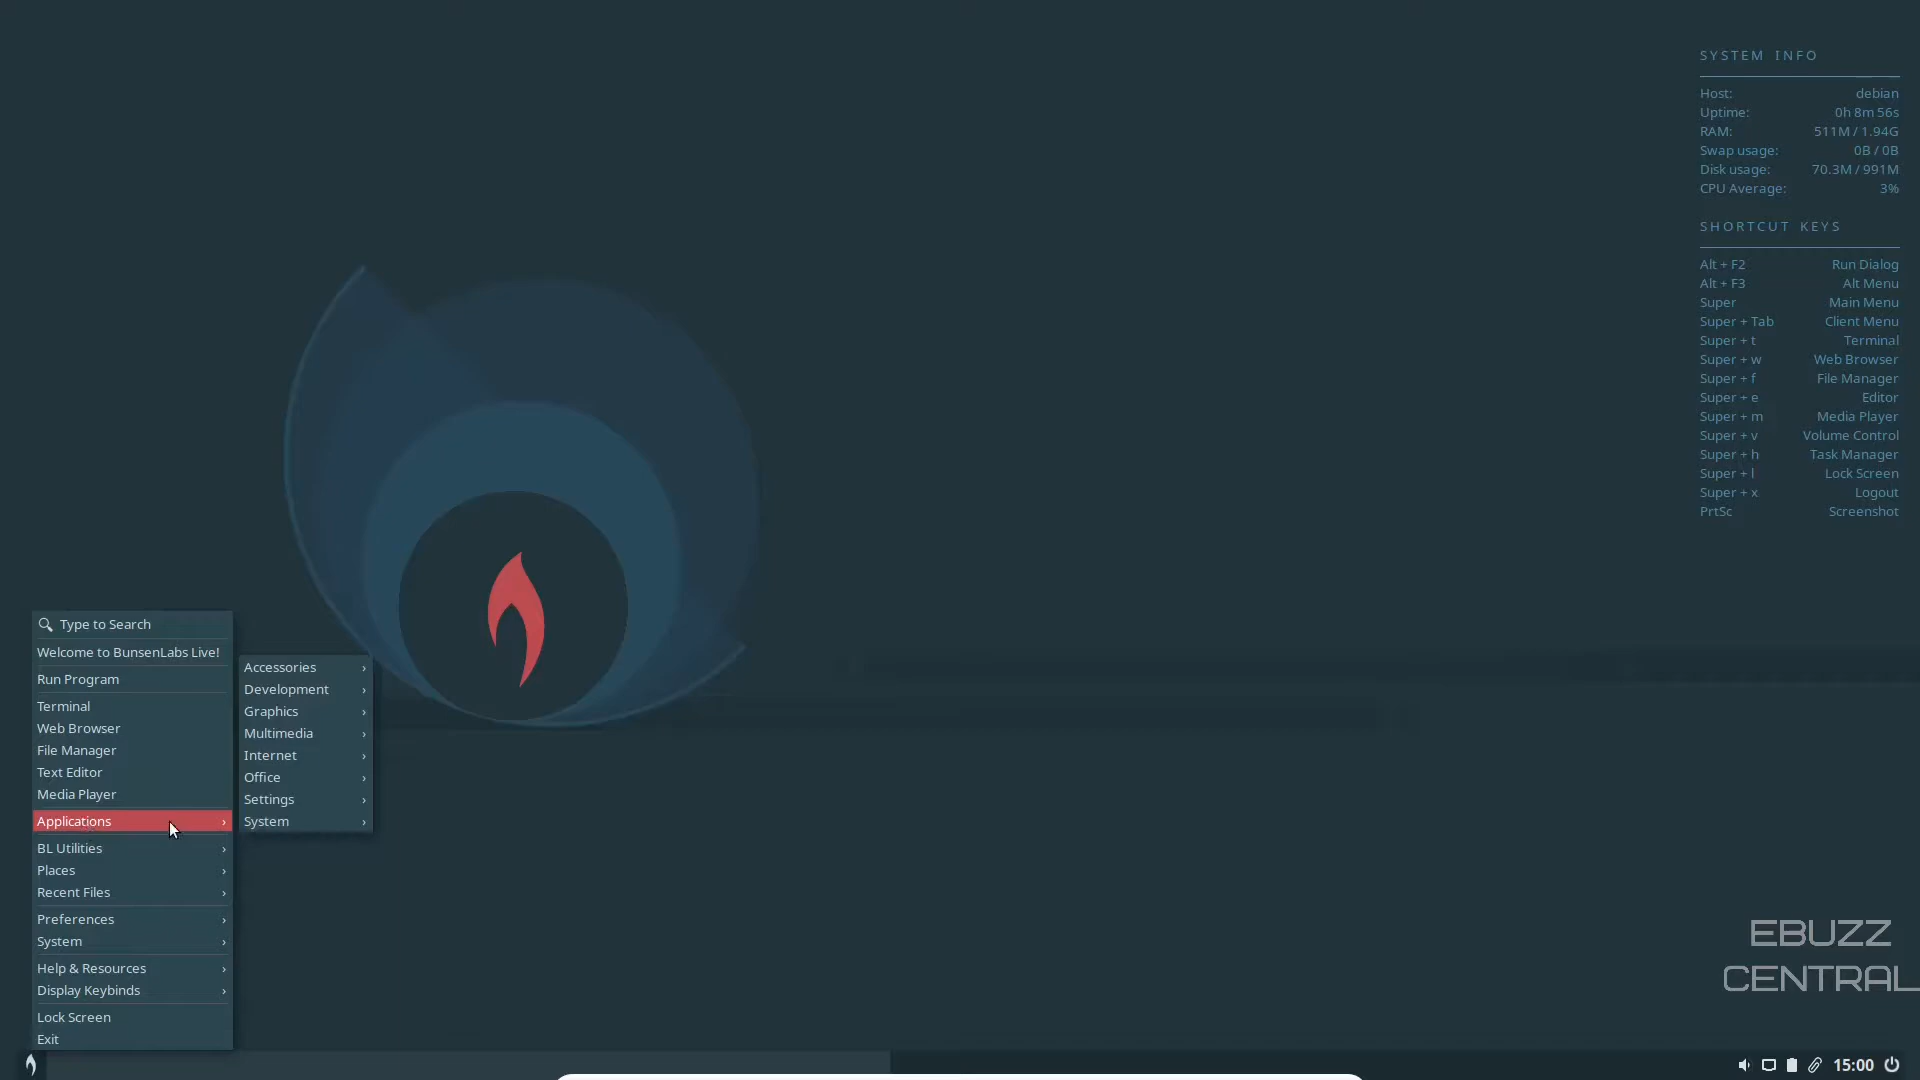 SYSTEM INFO
Host: debian
Uptime: 0h 8m 56s
RAM: 511M / 1.94G
Swap usage: 0B / 0B
Disk usage: 70.3M / 991M
CPU Average: 3%
SHORTCUT KEYS
Alt + F2 Run Dialog
Alt + F3 Alt Menu
Super Main Menu
Super + Tab Client Menu
Super + t Terminal
Super + w Web Browser
Super + f File Manager
Super + e Editor
Super + m Media Player
Super + v Volume Control
Super + h Task Manager
Super + l Lock Screen
Super + x Logout
PrtSc Screenshot
Type to Search
Welcome to BunsenLabs Live!
Run Program
Terminal
Web Browser
File Manager
Text Editor
Media Player
Applications ›
BL Utilities ›
Places ›
Recent Files ›
Preferences ›
System ›
Help & Resources ›
Display Keybinds ›
Lock Screen
Exit
Accessories ›
Development ›
Graphics ›
Multimedia ›
Internet ›
Office ›
Settings ›
System ›
EBUZZ
CENTRAL
15:00